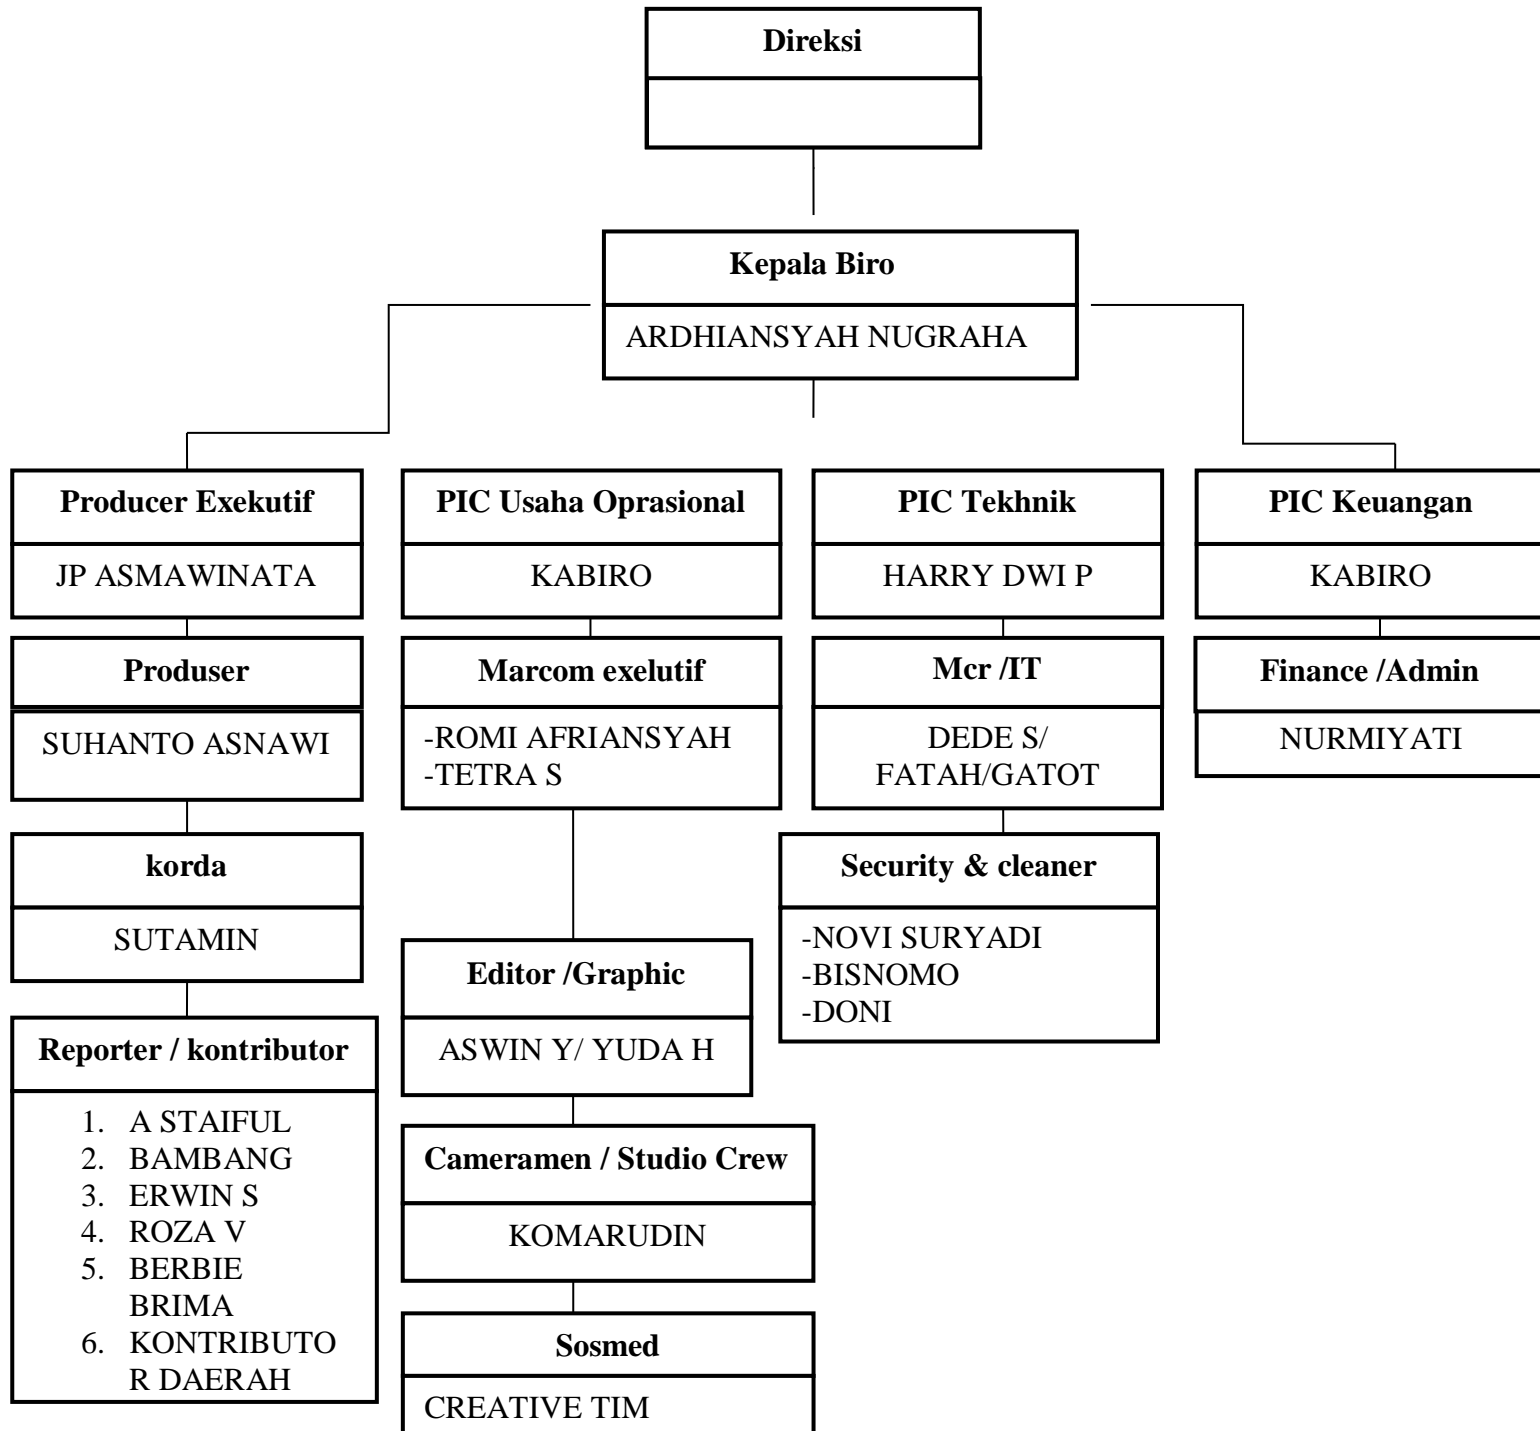 Direksi
Kepala Biro
ARDHIANSYAH NUGRAHA
Producer Exekutif
JP ASMAWINATA
Produser
SUHANTO ASNAWI
korda
SUTAMIN
Reporter / kontributor
1. A STAIFUL
2. BAMBANG
3. ERWIN S
4. ROZA V
5. BERBIE
BRIMA
6. KONTRIBUTO
R DAERAH
PIC Usaha Oprasional
KABIRO
Marcom exelutif
-ROMI AFRIANSYAH
-TETRA S
Editor /Graphic
ASWIN Y/ YUDA H
Cameramen / Studio Crew
KOMARUDIN
Sosmed
CREATIVE TIM
PIC Tekhnik
HARRY DWI P
Mcr /IT
DEDE S/
FATAH/GATOT
Security & cleaner
-NOVI SURYADI
-BISNOMO
-DONI
PIC Keuangan
KABIRO
Finance /Admin
NURMIYATI